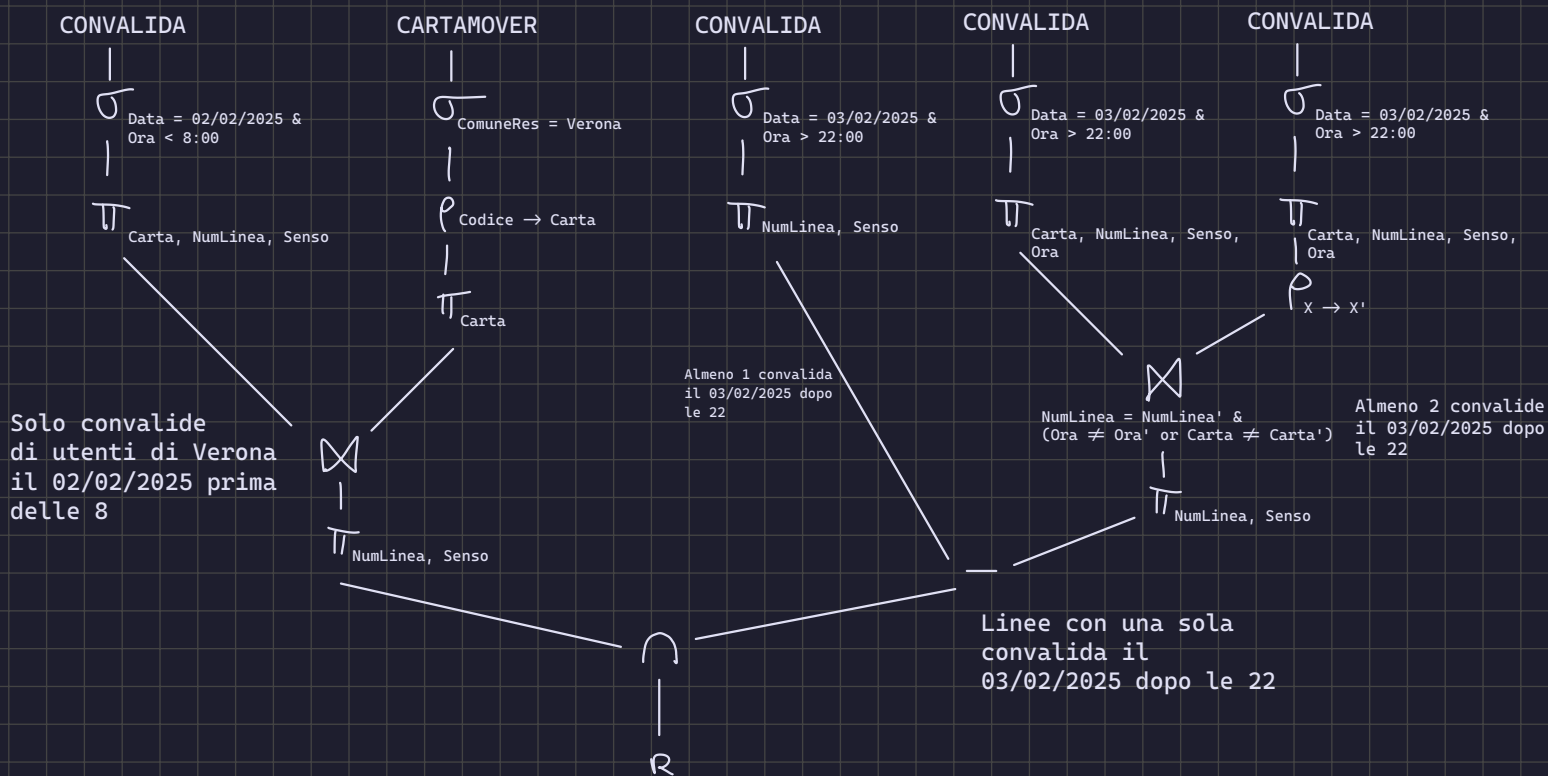 CONVALIDA
CARTAMOVER
CONVALIDA
CONVALIDA
CONVALIDA
σ Data = 02/02/2025 &
Ora < 8:00
σ ComuneRes = Verona
σ Data = 03/02/2025 &
Ora > 22:00
σ Data = 03/02/2025 &
Ora > 22:00
σ Data = 03/02/2025 &
Ora > 22:00
π Carta, NumLinea, Senso
ρ Codice → Carta
π NumLinea, Senso
π Carta, NumLinea, Senso,
Ora
π Carta, NumLinea, Senso,
Ora
π Carta
ρ X → X'
Almeno 1 convalida
il 03/02/2025 dopo
le 22
⋈
NumLinea = NumLinea' &
(Ora ≠ Ora' or Carta ≠ Carta')
Almeno 2 convalide
il 03/02/2025 dopo
le 22
Solo convalide
di utenti di Verona
il 02/02/2025 prima
delle 8
⋈
π NumLinea, Senso
π NumLinea, Senso
—
∩
Linee con una sola
convalida il
03/02/2025 dopo le 22
R